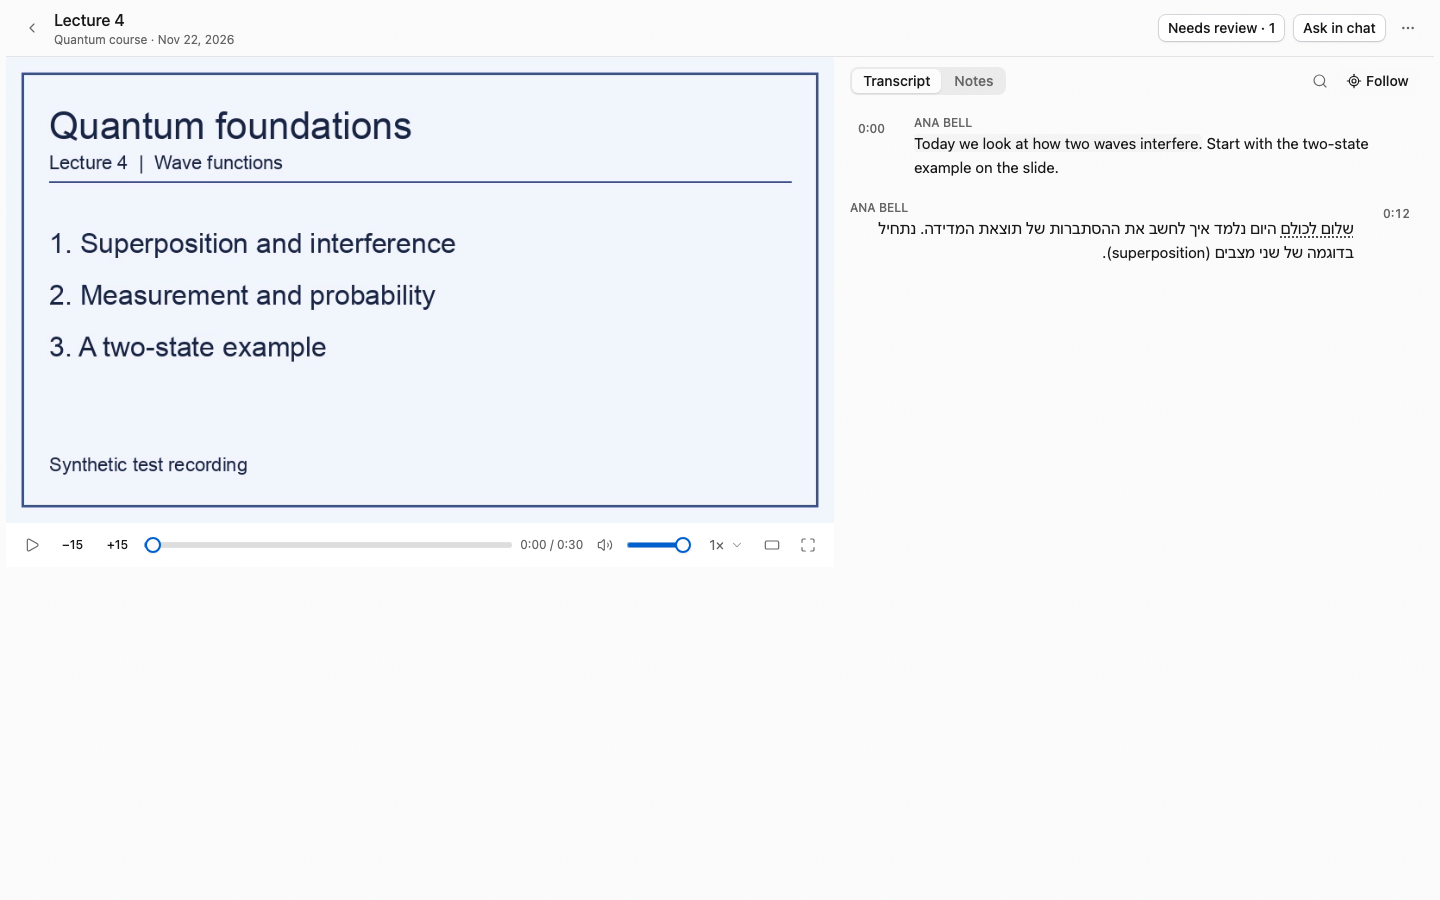 Lecture 4
Quantum course · Nov 22, 2026
Needs review · 1
Ask in chat
Quantum foundations
Lecture 4 | Wave functions
1. Superposition and interference
2. Measurement and probability
3. A two-state example
Synthetic test recording
−15
+15
0:00 / 0:30
1×
Transcript
Notes
Follow
0:00
ANA BELL
Today we look at how two waves interfere. Start with the two-state
example on the slide.
ANA BELL
0:12
שלום לכולם היום נלמד איך לחשב את ההסתברות של תוצאת המדידה. נתחיל
בדוגמה של שני מצבים (superposition).